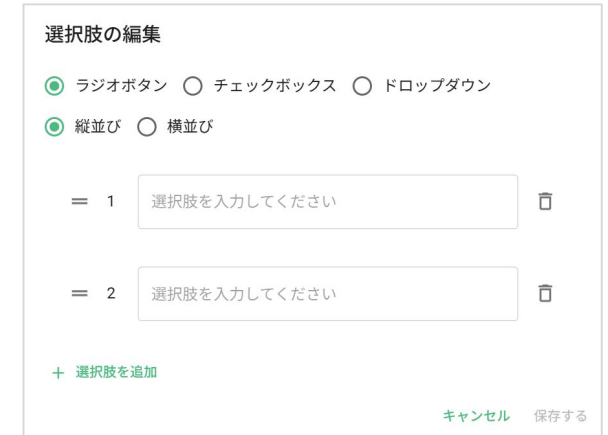 選択肢の編集
ラジオボタン チェックボックス ドロップダウン
縦並び 横並び
1 選択肢を入力してください
2 選択肢を入力してください
+ 選択肢を追加
キャンセル 保存する